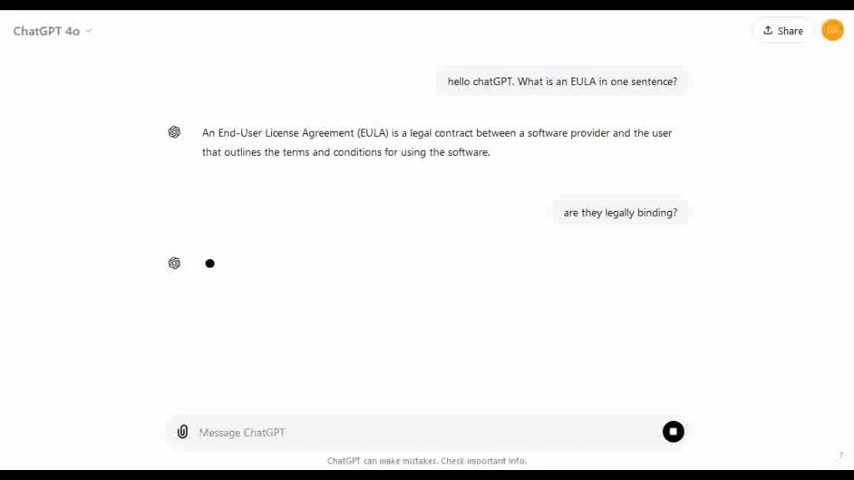 ChatGPT 4o
Share
hello chatGPT. What is an EULA in one sentence?
An End-User License Agreement (EULA) is a legal contract between a software provider and the user
that outlines the terms and conditions for using the software.
are they legally binding?
Message ChatGPT
ChatGPT can make mistakes. Check important info.
?